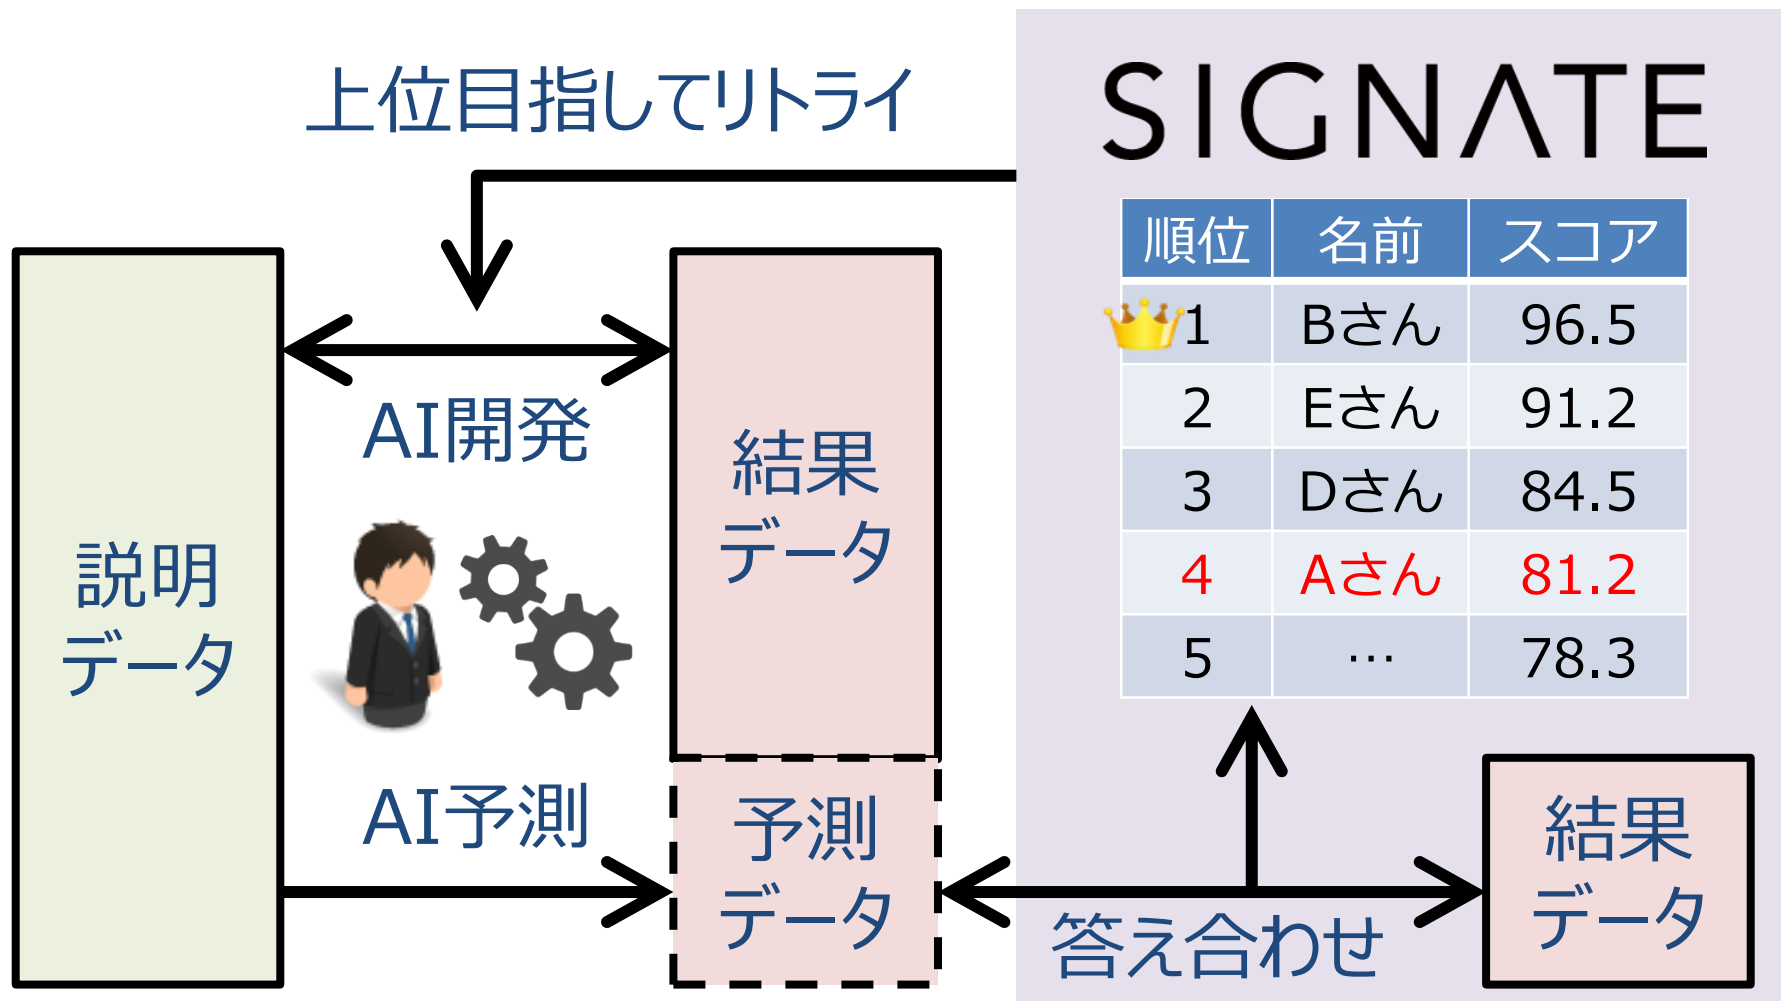 上位目指してリトライ
SIGNATE
順位 名前 スコア
1 Bさん 96.5
2 Eさん 91.2
3 Dさん 84.5
4 Aさん 81.2
5 … 78.3
説明
データ
AI開発
結果
データ
AI予測
予測
データ
答え合わせ
結果
データ